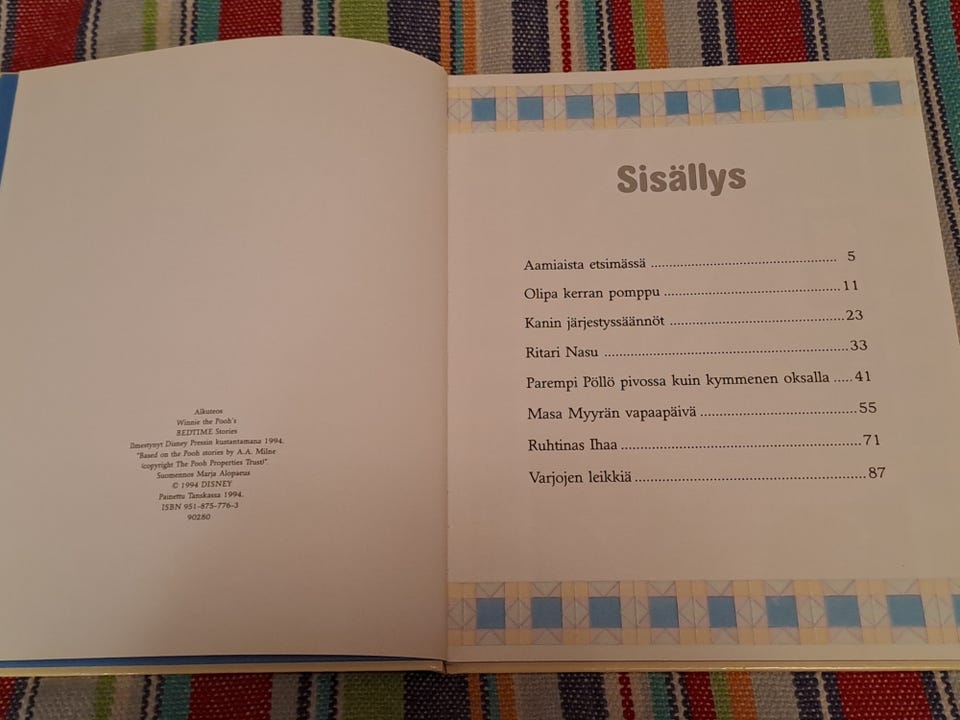 Alkuteos
Winnie the Pooh's
BEDTIME Stories
Ilmestynyt Disney Pressin kustantamana 1994.
"Based on the Pooh stories by A.A. Milne
(copyright The Pooh Properties Trust)".
Suomennos Marja Alopaeus
© 1994 DISNEY
Painettu Tanskassa 1994.
ISBN 951-875-776-3
90280
Sisällys
Aamiaista etsimässä ................................................ 5
Olipa kerran pomppu ..............................................11
Kanin järjestyssäännöt .............................................23
Ritari Nasu ................................................................33
Parempi Pöllö pivossa kuin kymmenen oksalla .....41
Masa Myyrän vapaapäivä .........................................55
Ruhtinas Ihaa ..............................................................71
Varjojen leikkiä ...........................................................87